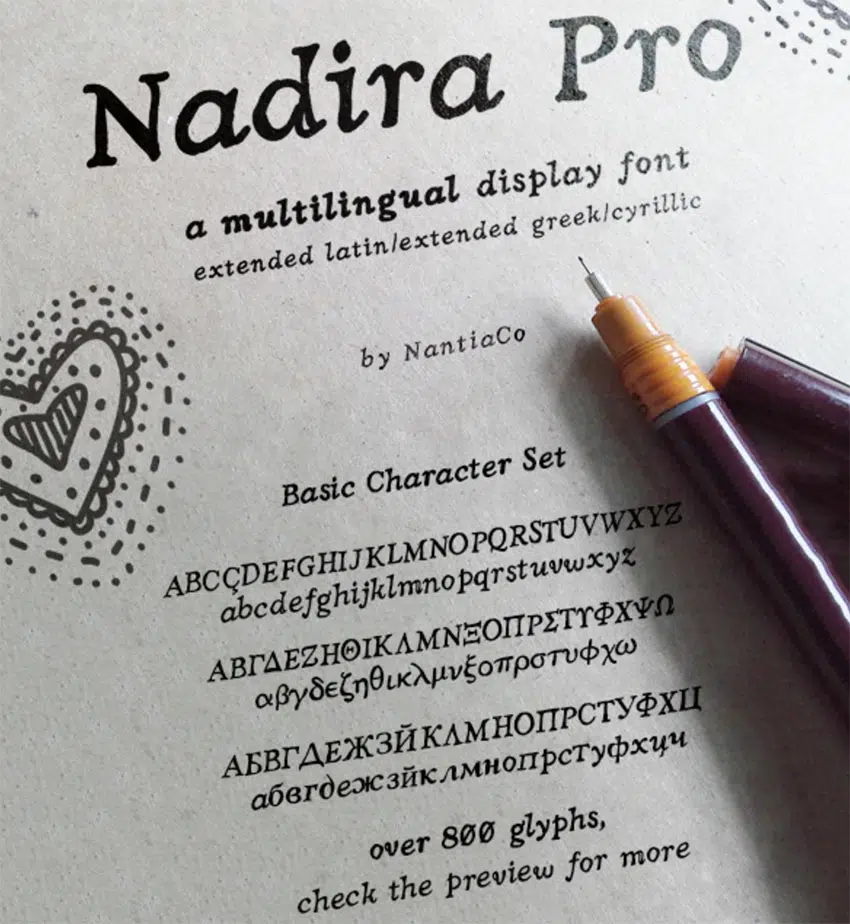 Nadira Pro
a multilingual display font
extended latin/extended greek/cyrillic
by NantiaCo
Basic Character Set
ABCÇDEFGHIJKLMNOPQRSTUVWXYZ
abcdefghijklmnopqrstuvwxyz
ΑΒΓΔΕΖΗΘΙΚΛΜΝΞΟΠΡΣΤΥΦΧΨΩ
αβγδεζηθικλμνξοπρστυφχω
АБВГДЕЖЗЙКЛМНОПРСТУФХЦ
абвгдежзйклмнопрстуфхцч
over 800 glyphs,
check the preview for more